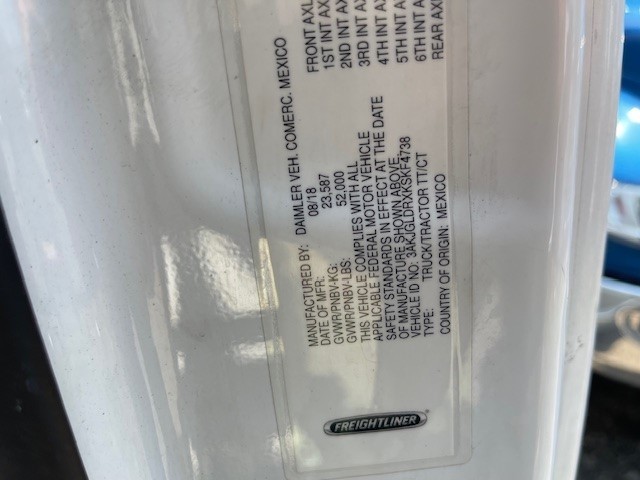 FREIGHTLINER
MANUFACTURED BY: DAIMLER VEH. COMERC. MEXICO
DATE OF MFR: 08/18
GVWR/PNBV-KG: 23,587
GVWR/PNBV-LBS: 52,000
THIS VEHICLE COMPLIES WITH ALL
APPLICABLE FEDERAL MOTOR VEHICLE
SAFETY STANDARDS IN EFFECT AT THE DATE
OF MANUFACTURE SHOWN ABOVE.
VEHICLE ID NO: 3AKJGLDRXKSKF4738
TYPE: TRUCK/TRACTOR TT/CT
COUNTRY OF ORIGIN: MEXICO
FRONT AXL
1ST INT AX
2ND INT AX
3RD INT A
4TH INT A
5TH INT A
6TH INT A
REAR AX